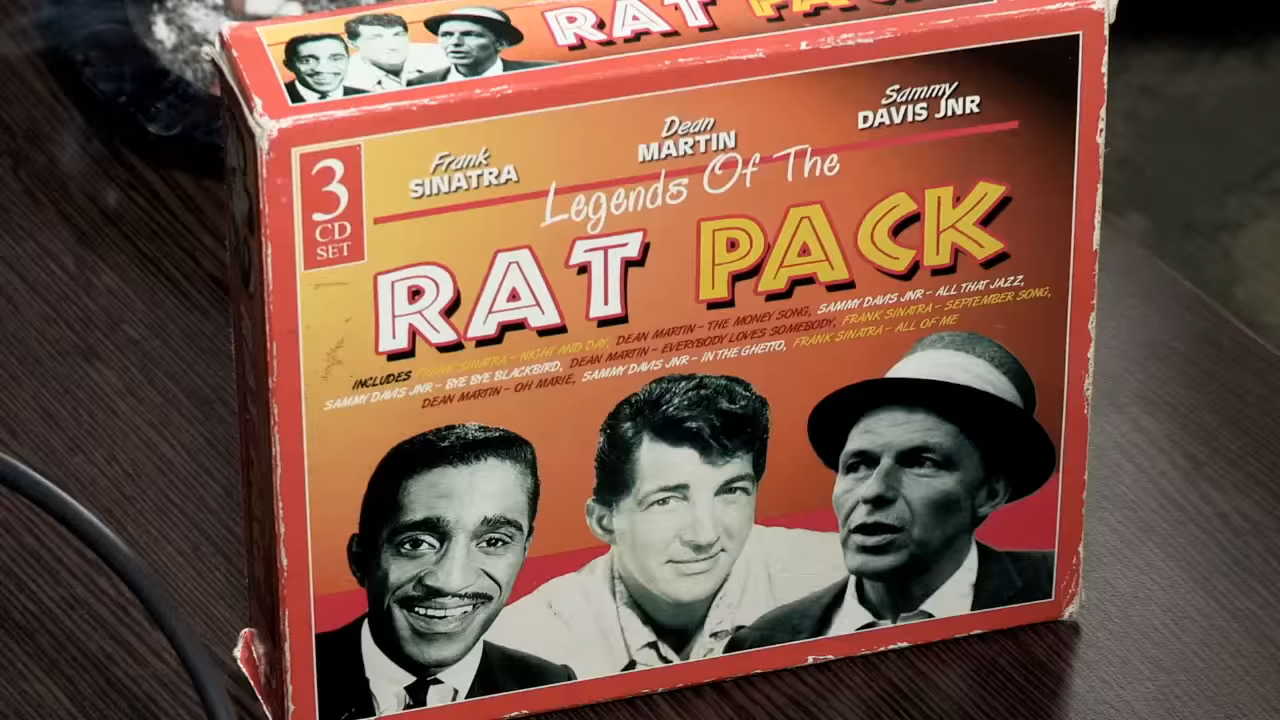 RAT PACK
3
CD
SET
Frank
SINATRA
Dean
MARTIN
Sammy
DAVIS JNR
Legends Of The
RAT PACK
INCLUDES FRANK SINATRA - NIGHT AND DAY, DEAN MARTIN - THE MONEY SONG, SAMMY DAVIS JNR - ALL THAT JAZZ,
SAMMY DAVIS JNR - BYE BYE BLACKBIRD, DEAN MARTIN - EVERYBODY LOVES SOMEBODY, FRANK SINATRA - SEPTEMBER SONG,
DEAN MARTIN - OH MARIE, SAMMY DAVIS JNR - IN THE GHETTO, FRANK SINATRA - ALL OF ME